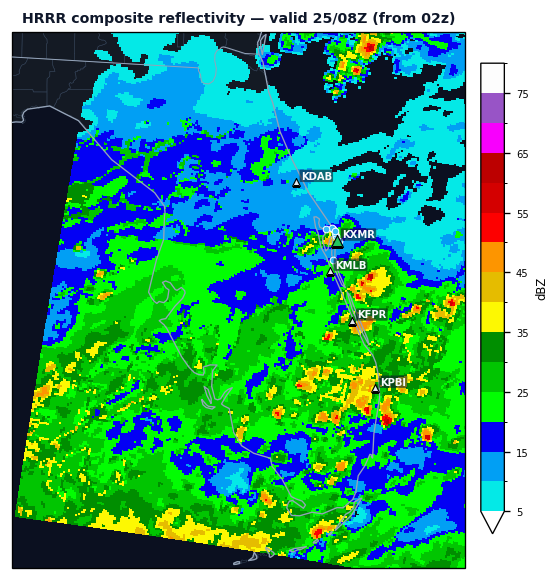 HRRR composite reflectivity — valid 25/08Z (from 02z)
KDAB
KXMR
KMLB
KFPR
KPBI
75
65
55
45
35
25
15
5
dBZ